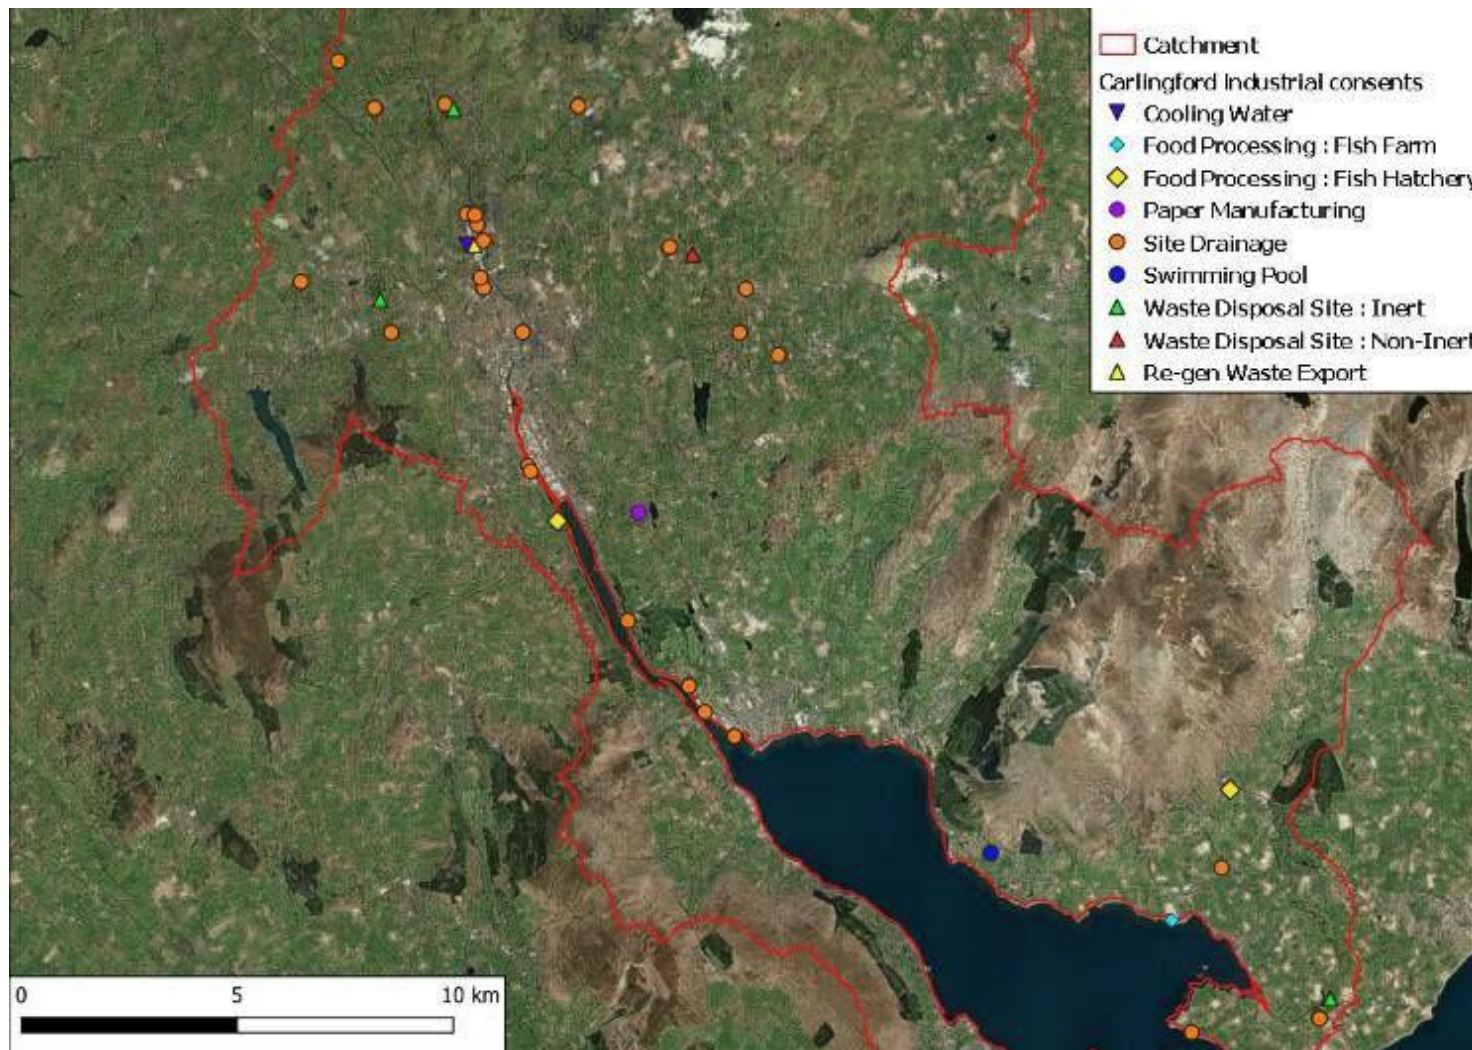 Catchment
Carlingford industrial consents
Cooling Water
Food Processing : Fish Farm
Food Processing : Fish Hatchery
Paper Manufacturing
Site Drainage
Swimming Pool
Waste Disposal Site : Inert
Waste Disposal Site : Non-Inert
Re-gen Waste Export
0 5 10 km